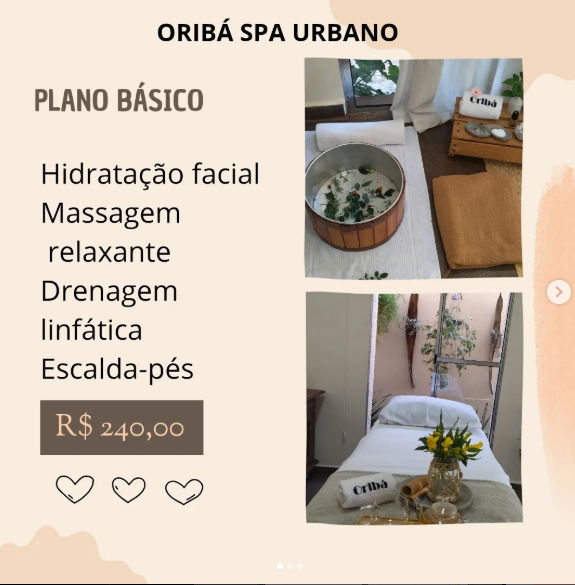 ORIBÁ SPA URBANO
PLANO BÁSICO
Hidratação facial
Massagem
relaxante
Drenagem
linfática
Escalda-pés
R$ 240,00
Oribá
Oribá